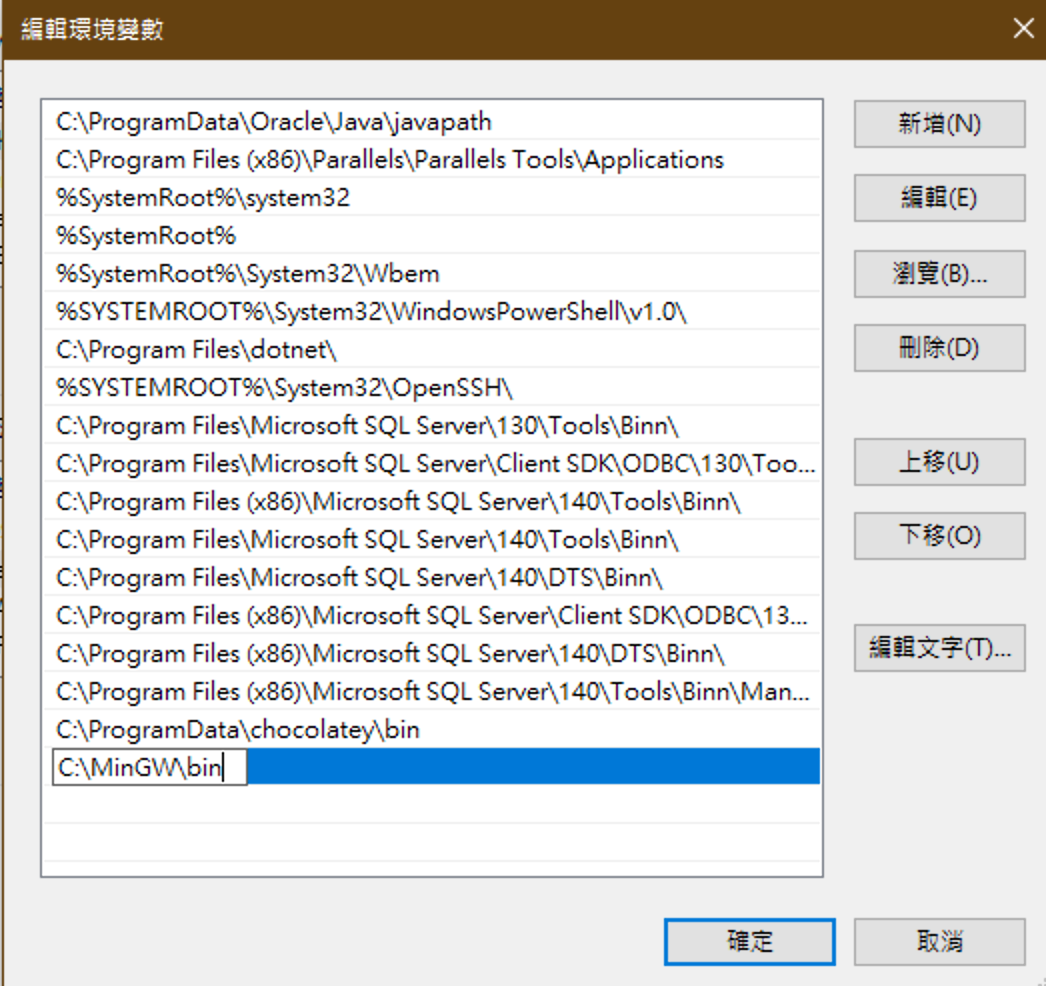 編輯環境變數
C:\ProgramData\Oracle\Java\javapath
C:\Program Files (x86)\Parallels\Parallels Tools\Applications
%SystemRoot%\system32
%SystemRoot%
%SystemRoot%\System32\Wbem
%SYSTEMROOT%\System32\WindowsPowerShell\v1.0\
C:\Program Files\dotnet\
%SYSTEMROOT%\System32\OpenSSH\
C:\Program Files\Microsoft SQL Server\130\Tools\Binn\
C:\Program Files\Microsoft SQL Server\Client SDK\ODBC\130\Too...
C:\Program Files (x86)\Microsoft SQL Server\140\Tools\Binn\
C:\Program Files\Microsoft SQL Server\140\Tools\Binn\
C:\Program Files\Microsoft SQL Server\140\DTS\Binn\
C:\Program Files (x86)\Microsoft SQL Server\Client SDK\ODBC\13...
C:\Program Files (x86)\Microsoft SQL Server\140\DTS\Binn\
C:\Program Files (x86)\Microsoft SQL Server\140\Tools\Binn\Man...
C:\ProgramData\chocolatey\bin
C:\MinGW\bin
新增(N)
編輯(E)
瀏覽(B)...
刪除(D)
上移(U)
下移(O)
編輯文字(T)...
確定
取消